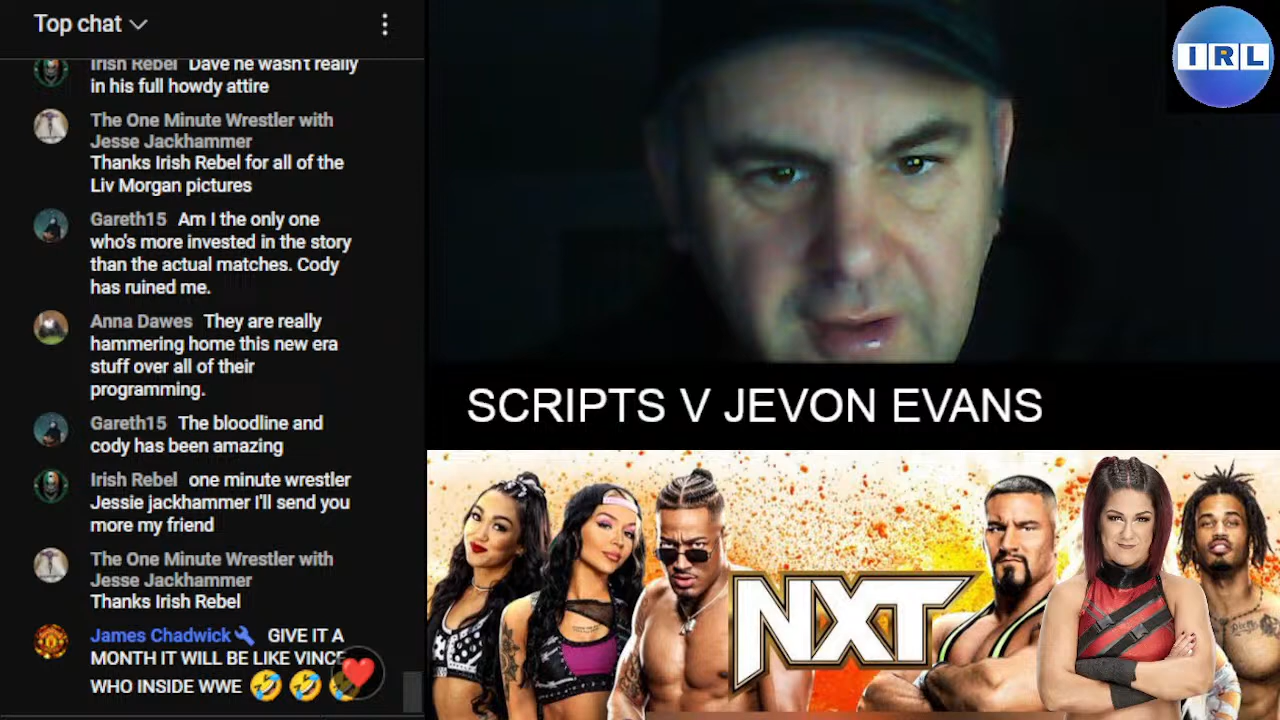 Top chat
Irish Rebel Dave he wasn't really
in his full howdy attire
The One Minute Wrestler with
Jesse Jackhammer
Thanks Irish Rebel for all of the
Liv Morgan pictures
Gareth15 Am I the only one
who's more invested in the story
than the actual matches. Cody
has ruined me.
Anna Dawes They are really
hammering home this new era
stuff over all of their
programming.
Gareth15 The bloodline and
cody has been amazing
Irish Rebel one minute wrestler
Jessie jackhammer I'll send you
more my friend
The One Minute Wrestler with
Jesse Jackhammer
Thanks Irish Rebel
James Chadwick GIVE IT A
MONTH IT WILL BE LIKE VINCE
WHO INSIDE WWE
IRL
SCRIPTS V JEVON EVANS
NXT